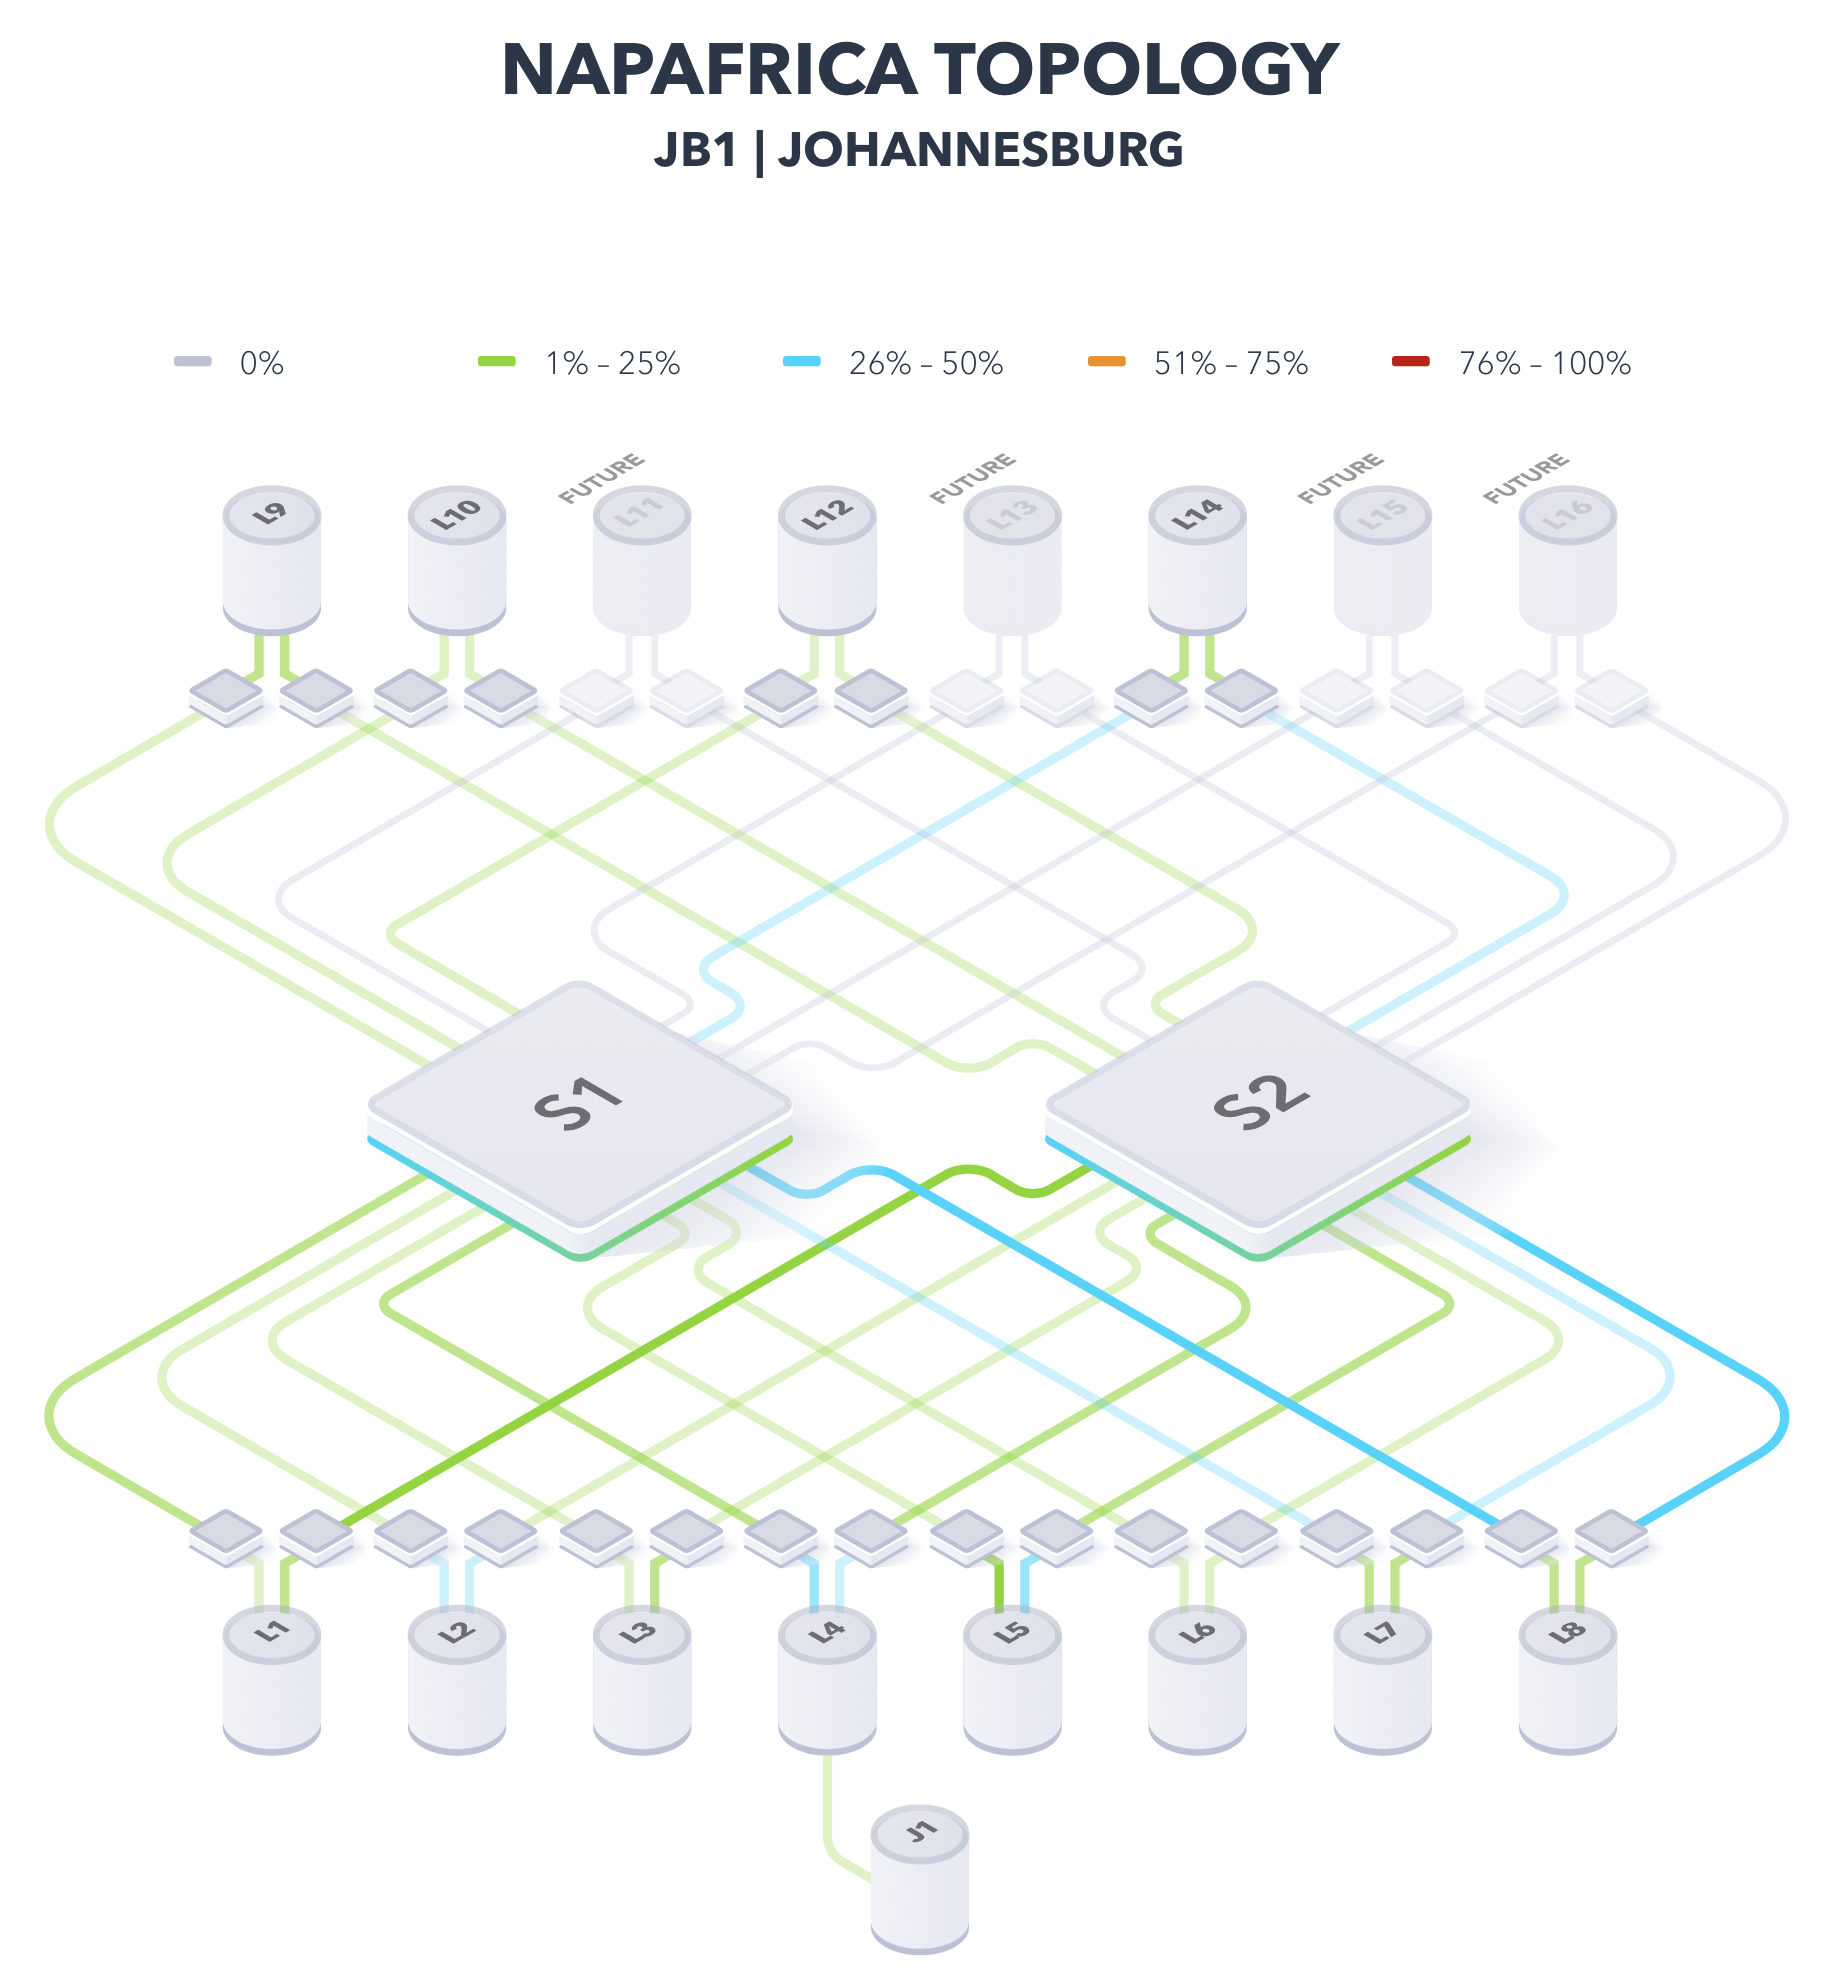 NAPAFRICA TOPOLOGY
JB1 | JOHANNESBURG
0%
1% – 25%
26% – 50%
51% – 75%
76% – 100%
FUTURE
FUTURE
FUTURE
FUTURE
L9
L10
L11
L12
L13
L14
L15
L16
S1
S2
L1
L2
L3
L4
L5
L6
L7
L8
J1